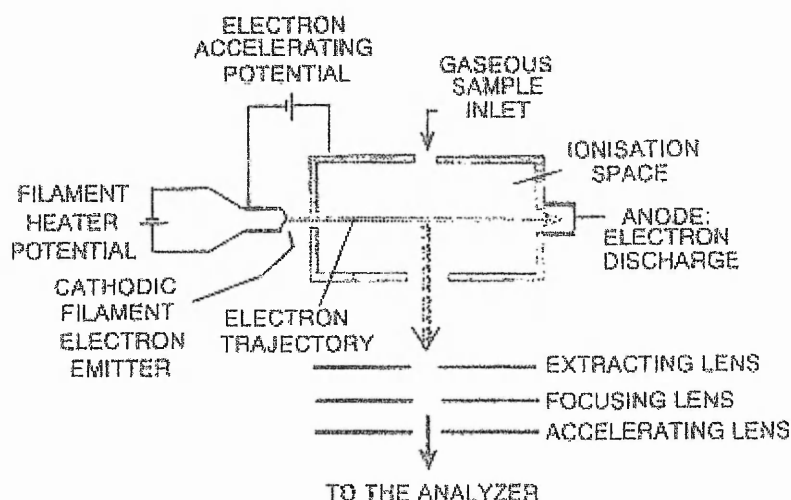 ELECTRON
ACCELERATING
POTENTIAL
GASEOUS
SAMPLE
INLET
IONISATION
SPACE
FILAMENT
HEATER
POTENTIAL
ANODE:
ELECTRON
DISCHARGE
CATHODIC
FILAMENT
ELECTRON
EMITTER
ELECTRON
TRAJECTORY
EXTRACTING LENS
FOCUSING LENS
ACCELERATING LENS
TO THE ANALYZER